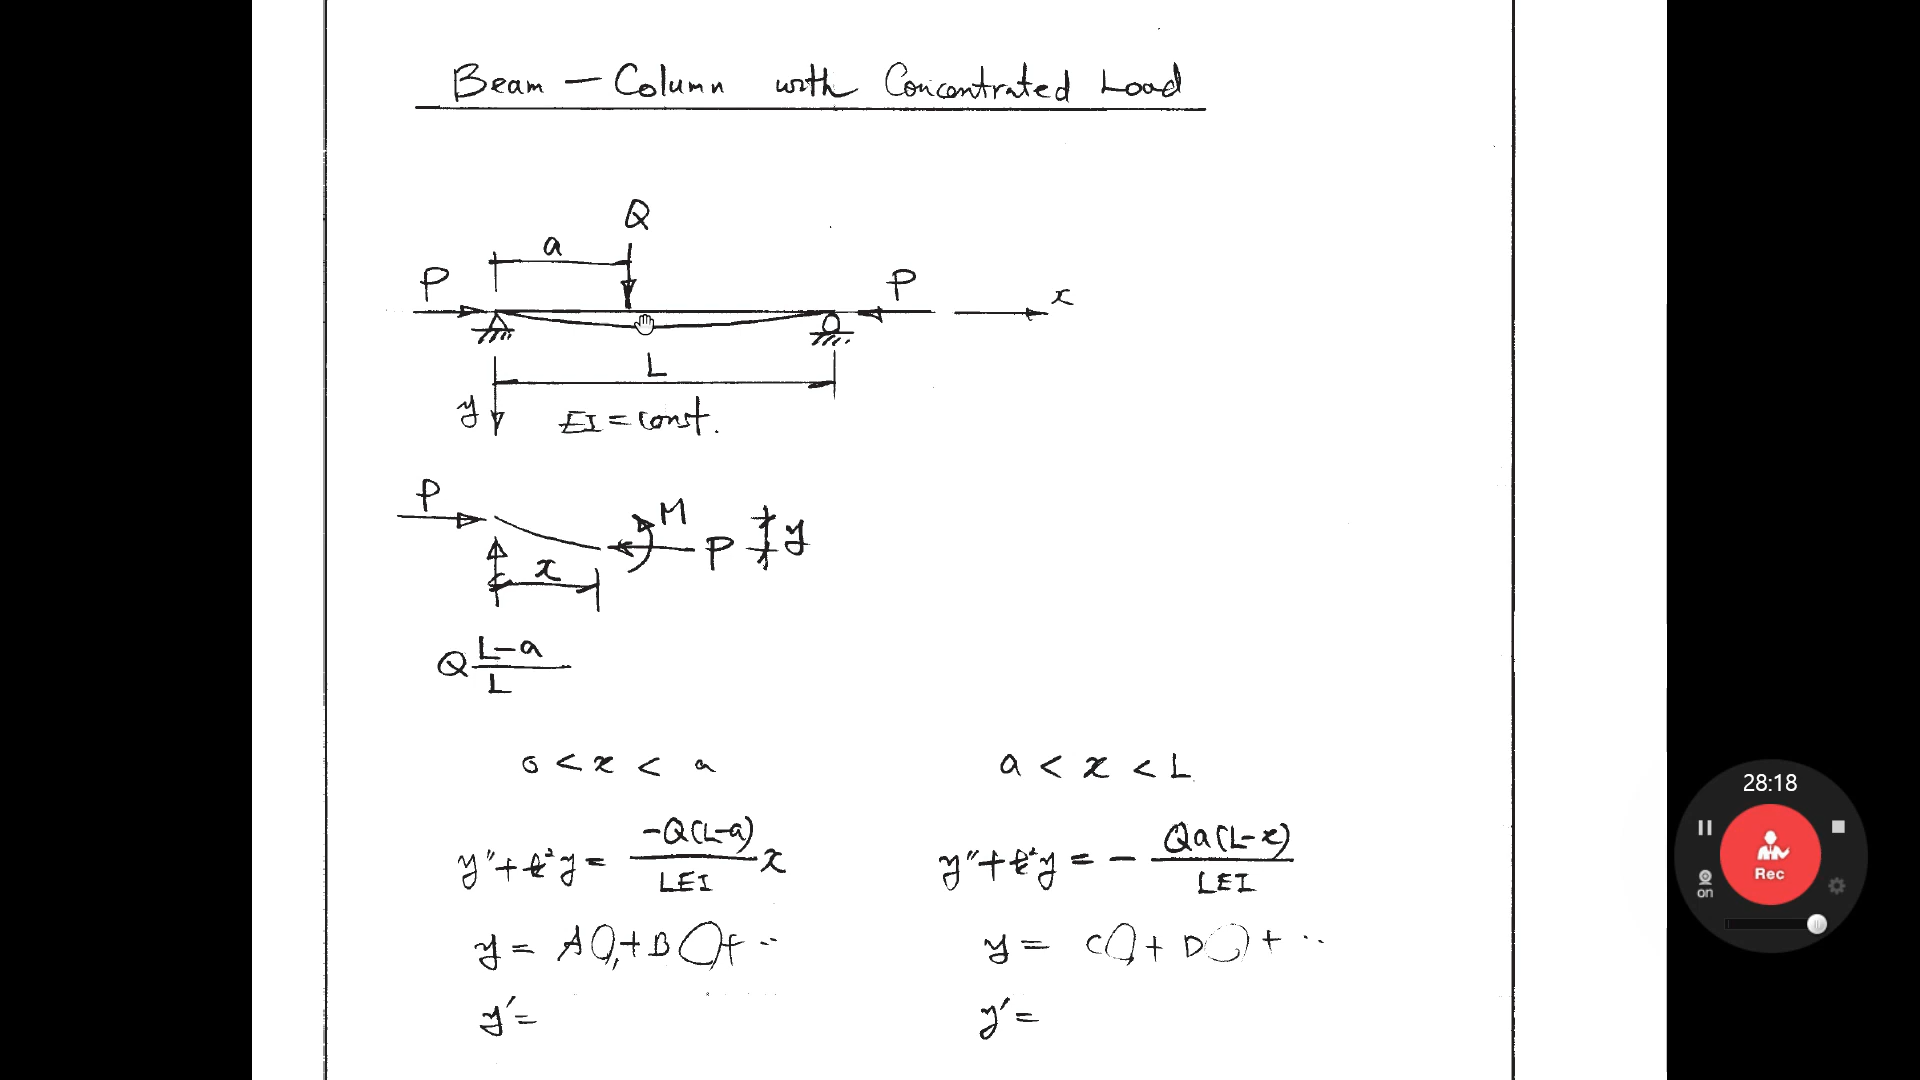 Beam - Column with Concentrated Load
Q
a
P
P
x
L
y
EI = const.
P
M
P
y
x
Q (L-a)/L
0 < x < a
a < x < L
y'' + k²y = -Q(L-a)/LEI x
y'' + k²y = - Qa(L-x)/LEI
y = A + B + ..
y = C + D + ..
y' =
y' =
28:18
Rec
on